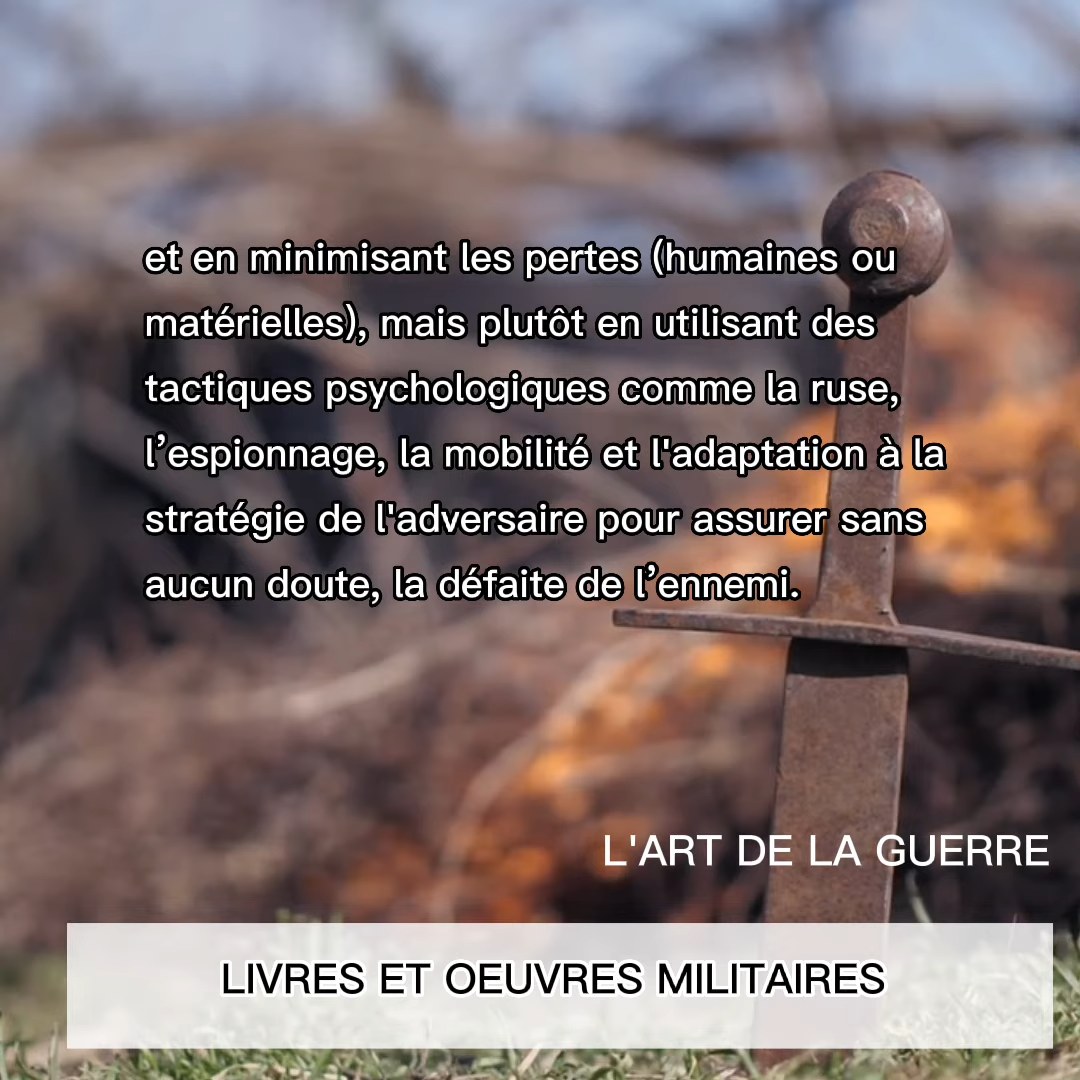 et en minimisant les pertes (humaines ou
matérielles), mais plutôt en utilisant des
tactiques psychologiques comme la ruse,
l’espionnage, la mobilité et l'adaptation à la
stratégie de l'adversaire pour assurer sans
aucun doute, la défaite de l’ennemi.
L'ART DE LA GUERRE
LIVRES ET OEUVRES MILITAIRES